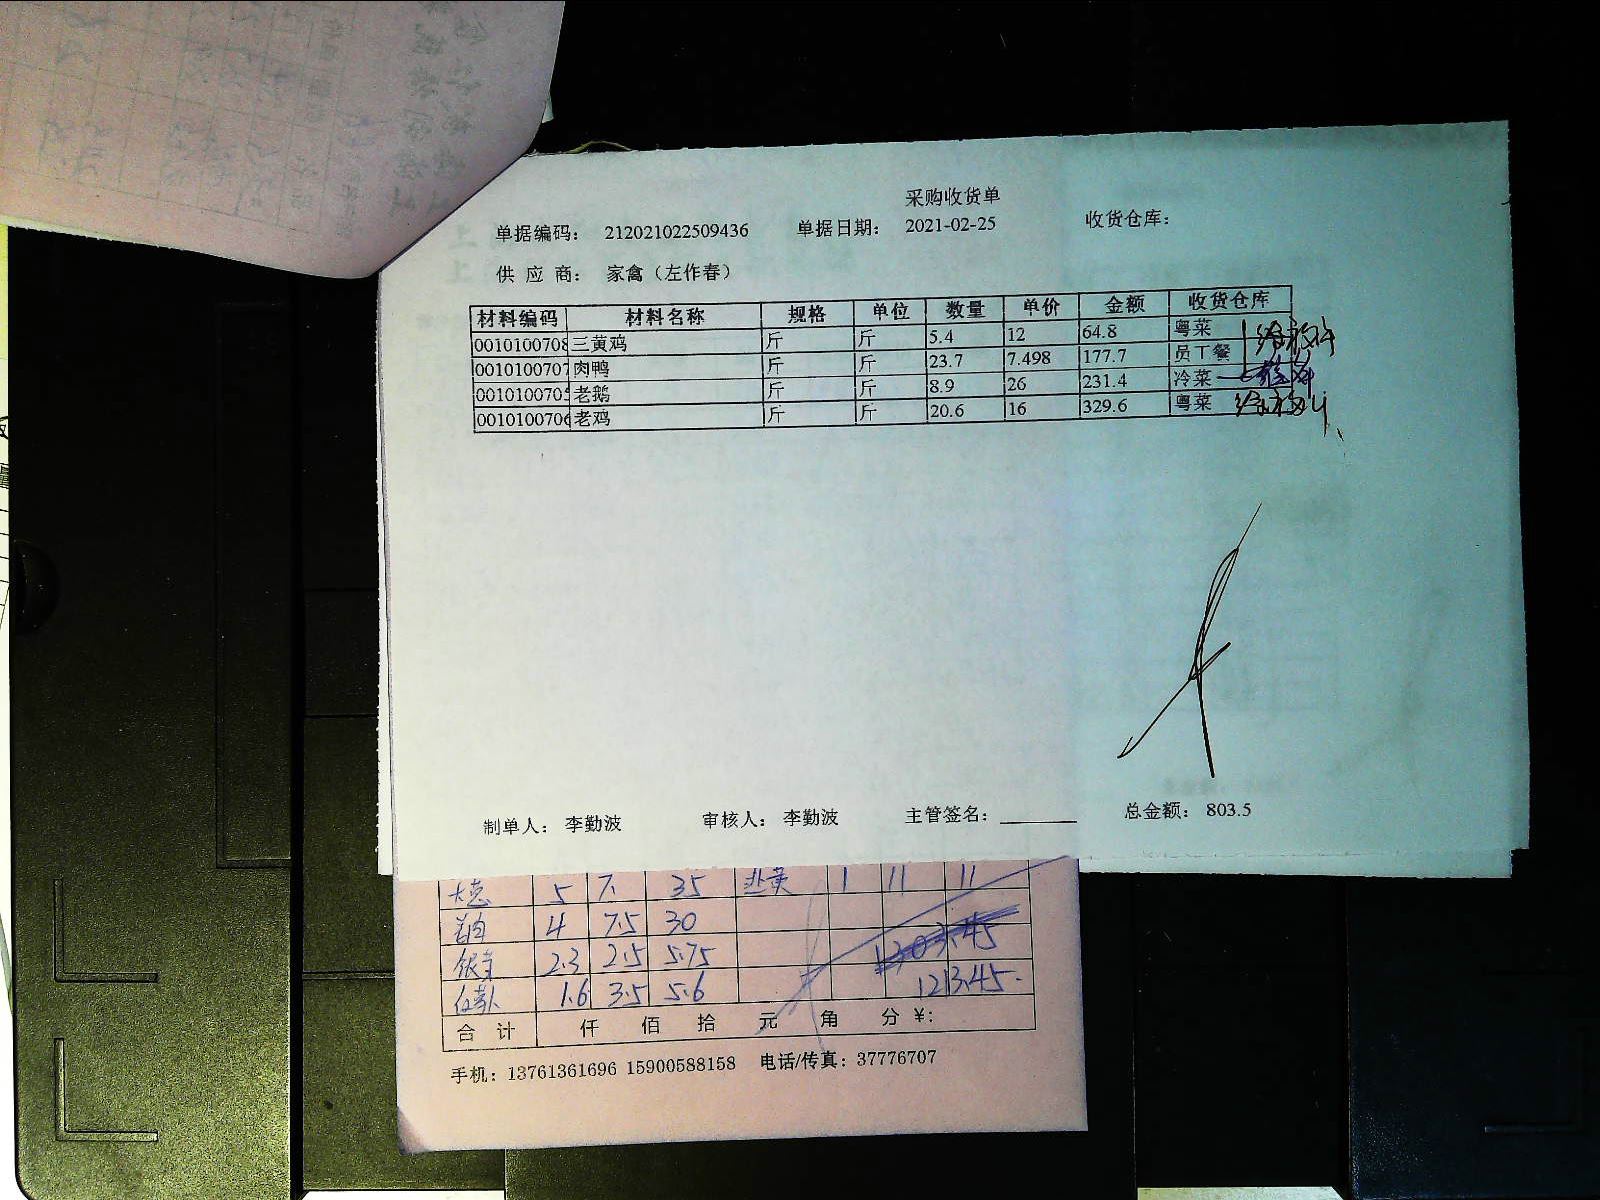 采购收货单
单据编码： 212021022509436 单据日期： 2021-02-25 收货仓库：
供 应 商： 家禽（左作春）
材料编码 材料名称 规格 单位 数量 单价 金额 收货仓库
0010100708 三黄鸡 斤 斤 5.4 12 64.8 粤菜
0010100707 肉鸭 斤 斤 23.7 7.498 177.7 员工餐
0010100705 老鹅 斤 斤 8.9 26 231.4 冷菜
0010100706 老鸡 斤 斤 20.6 16 329.6 粤菜
制单人： 李勤波 审核人： 李勤波 主管签名： 总金额： 803.5
大葱 5 7. 35 韭黄 1 11 11
4 7.5 30
2.3 2.5 5.75 1303.45
1.6 3.5 5.6 1213.45.
合 计 仟 佰 拾 元 角 分 ¥:
手机：13761361696 15900588158 电话/传真：37776707